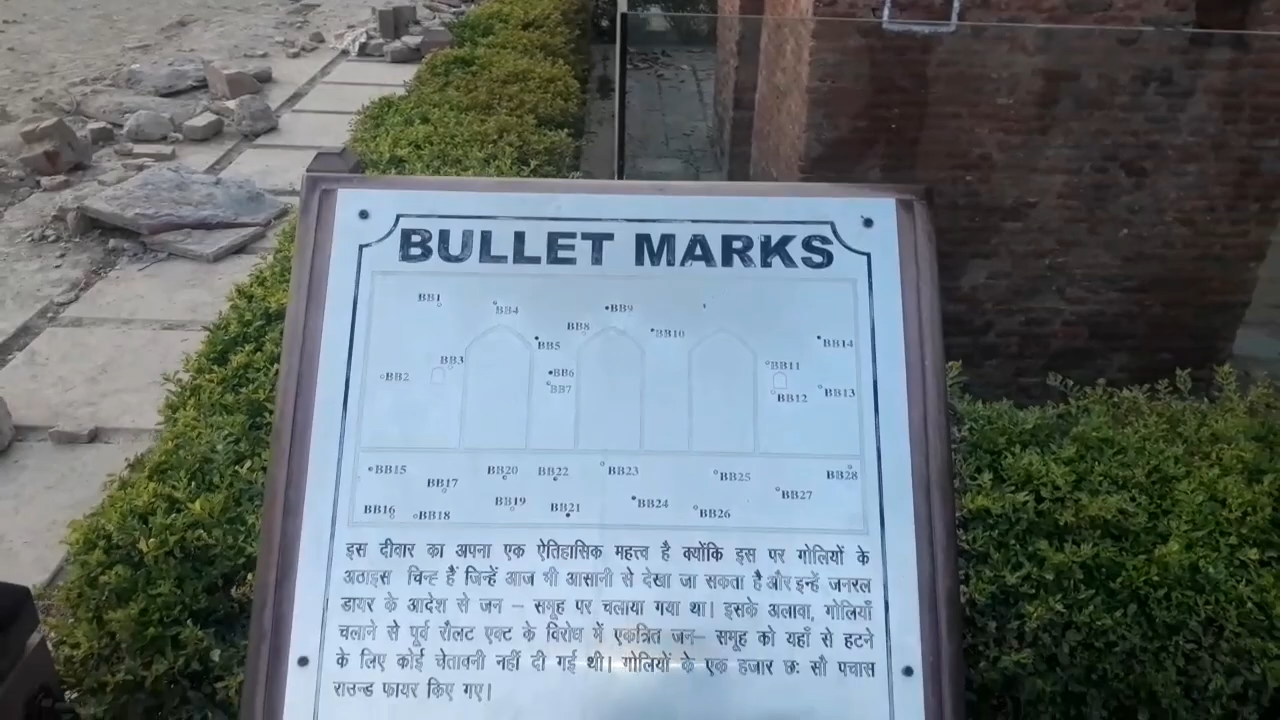 BULLET MARKS
BB1 BB4 BB9
BB8 BB10
BB5 BB14
BB3 BB11
BB2 BB6
BB7 BB12 BB13
BB15 BB20 BB22 BB23 BB25 BB28
BB17 BB27
BB19 BB24
BB16 BB18 BB21 BB26
इस दीवार का अपना एक ऐतिहासिक महत्त्व है क्योंकि इस पर गोलियों के
अठाइस चिन्ह हैं जिन्हें आज भी आसानी से देखा जा सकता है और इन्हें जनरल
डायर के आदेश से जन – समूह पर चलाया गया था। इसके अलावा, गोलियाँ
चलाने से पूर्व रौलट एक्ट के विरोध में एकत्रित जन– समूह को यहाँ से हटने
के लिए कोई चेतावनी नहीं दी गई थी। गोलियों के एक हजार छः सौ पचास
राउन्ड फायर किए गए।